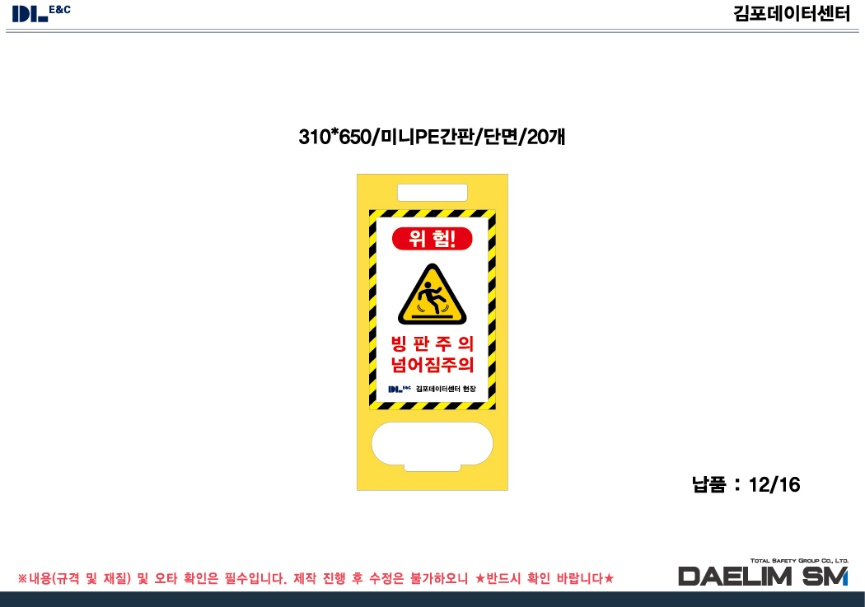 DL E&C
김포데이터센터
310*650/미니PE간판/단면/20개
위 험!
빙 판 주 의
넘어짐주의
DL E&C 김포데이터센터 현장
납품 : 12/16
※내용(규격 및 재질) 및 오타 확인은 필수입니다. 제작 진행 후 수정은 불가하오니 ★반드시 확인 바랍니다★
TOTAL SAFETY GROUP CO., LTD.
DAELIM SM